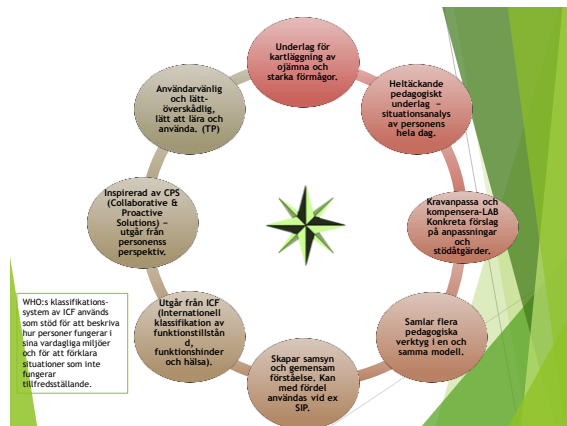 Underlag för
kartläggning av
ojämna och
starka förmågor.
Heltäckande
pedagogiskt
underlag –
situationsanalys
av personens
hela dag.
Kravanpassa och
kompensera-LAB
Konkreta förslag
på anpassningar
och
stödåtgärder.
Samlar flera
pedagogiska
verktyg i en och
samma modell.
Skapar samsyn
och gemensam
förståelse. Kan
med fördel
användas vid ex
SIP.
Utgår från ICF
(Internationell
klassifikation av
funktionstillstån
d,
funktionshinder
och hälsa).
Inspirerad av CPS
(Collaborative &
Proactive
Solutions) –
utgår från
personenss
perspektiv.
Användarvänlig
och lätt-
överskådlig,
lätt att lära och
använda. (TP)
WHO:s klassifikations-
system av ICF används
som stöd för att beskriva
hur personer fungerar i
sina vardagliga miljöer
och för att förklara
situationer som inte
fungerar
tillfredsställande.